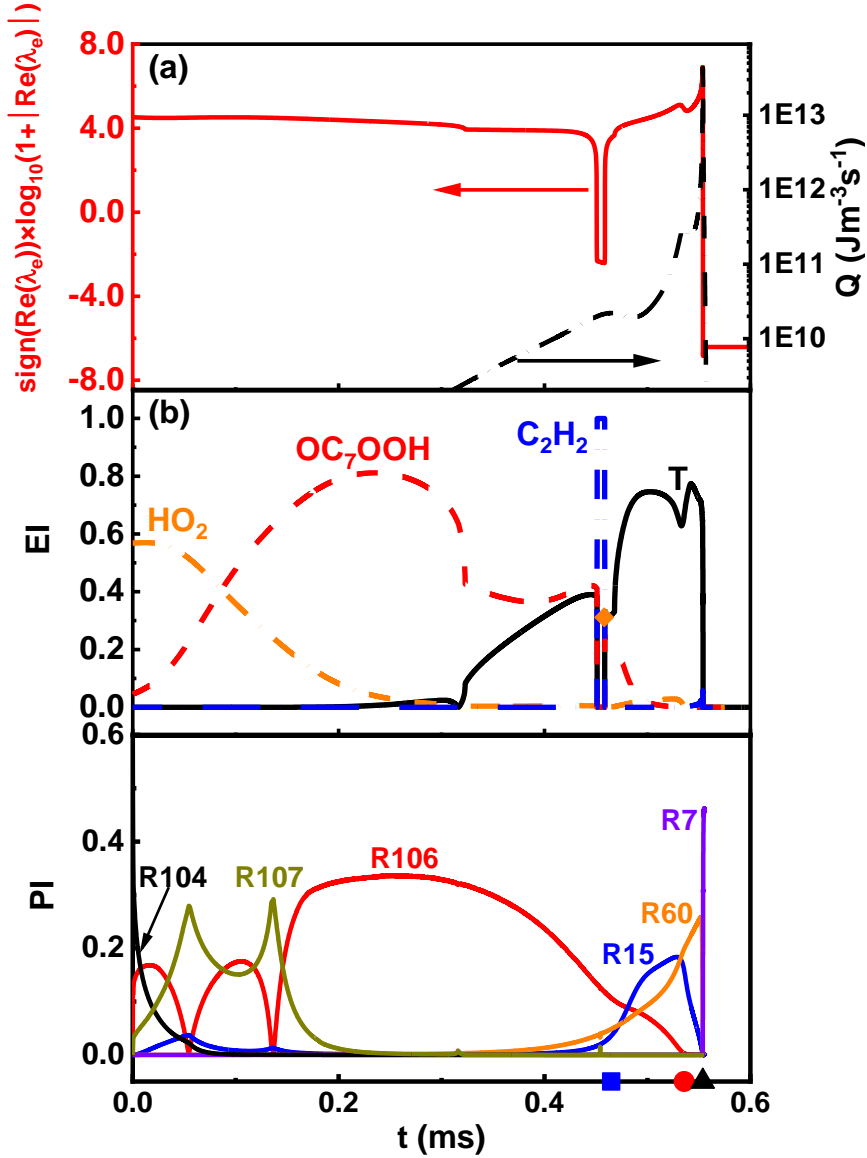 (a)
sign(Re(λₑ))×log₁₀(1+|Re(λₑ)|)
8.0
4.0
0.0
-4.0
-8.0
1E13
1E12
1E11
1E10
Q (Jm⁻³s⁻¹)
(b)
EI
1.0
0.8
0.6
0.4
0.2
0.0
OC₇OOH
HO₂
C₂H₂
T
PI
0.6
0.4
0.2
0.0
R104
R107
R106
R15
R60
R7
0.0
0.2
0.4
0.6
t (ms)